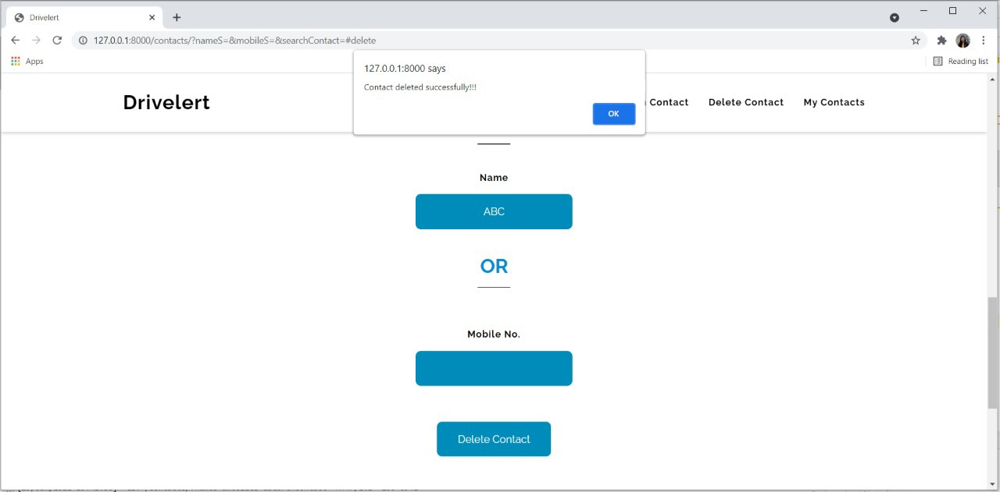 Drivelert
127.0.0.1:8000/contacts/?nameS=&mobileS=&searchContact=#delete
Apps
Reading list
127.0.0.1:8000 says
Contact deleted successfully!!!
OK
Drivelert
Contact
Delete Contact
My Contacts
Name
ABC
OR
Mobile No.
Delete Contact